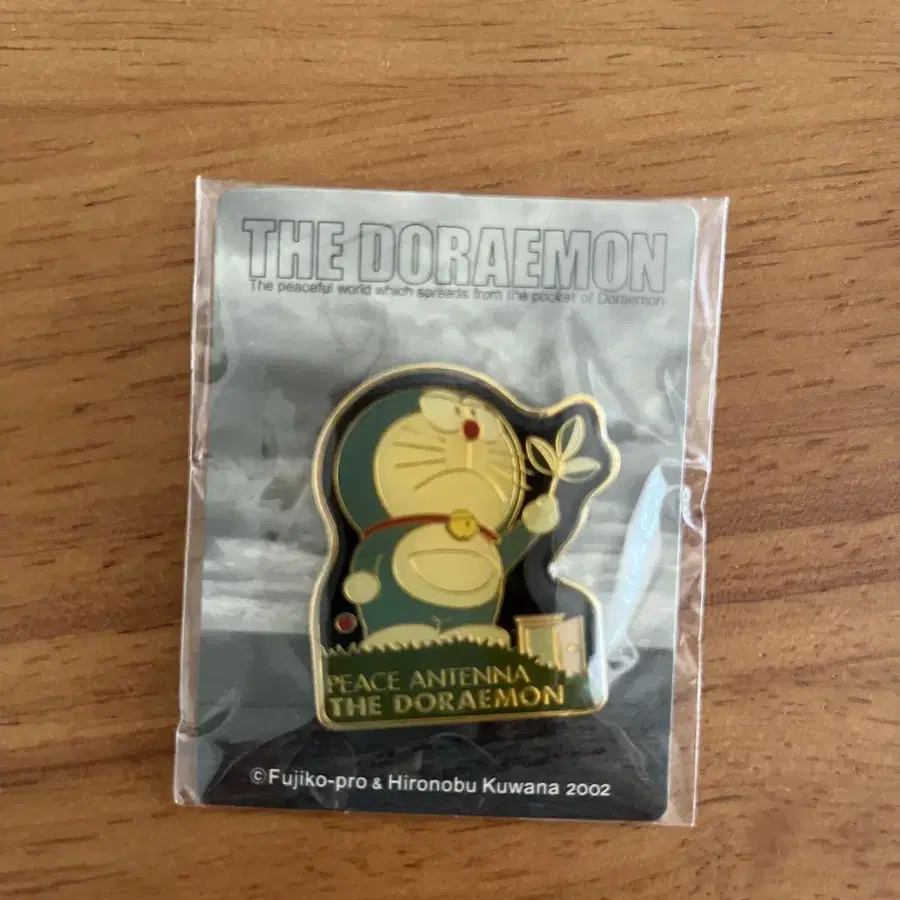 THE DORAEMON
The peaceful world which spreads from the pocket of Doraemon
PEACE ANTENNA
THE DORAEMON
©Fujiko-pro & Hironobu Kuwana 2002